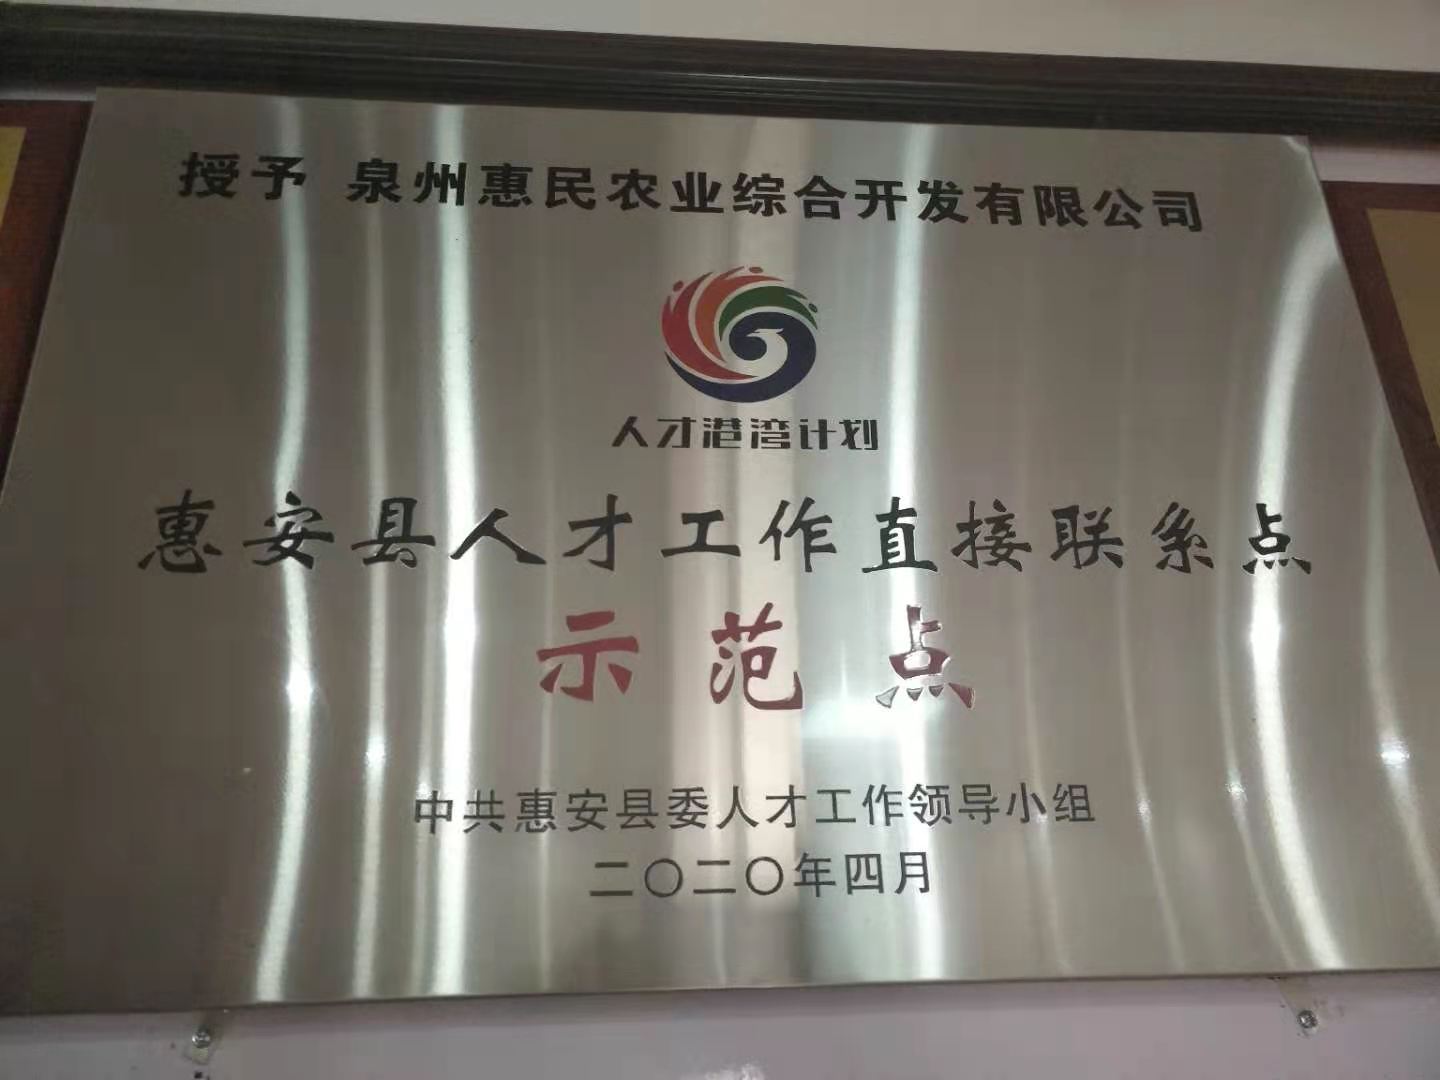 授予 泉州惠民农业综合开发有限公司
人才港湾计划
惠安县人才工作直接联系点
示范点
中共惠安县委人才工作领导小组
二〇二〇年四月